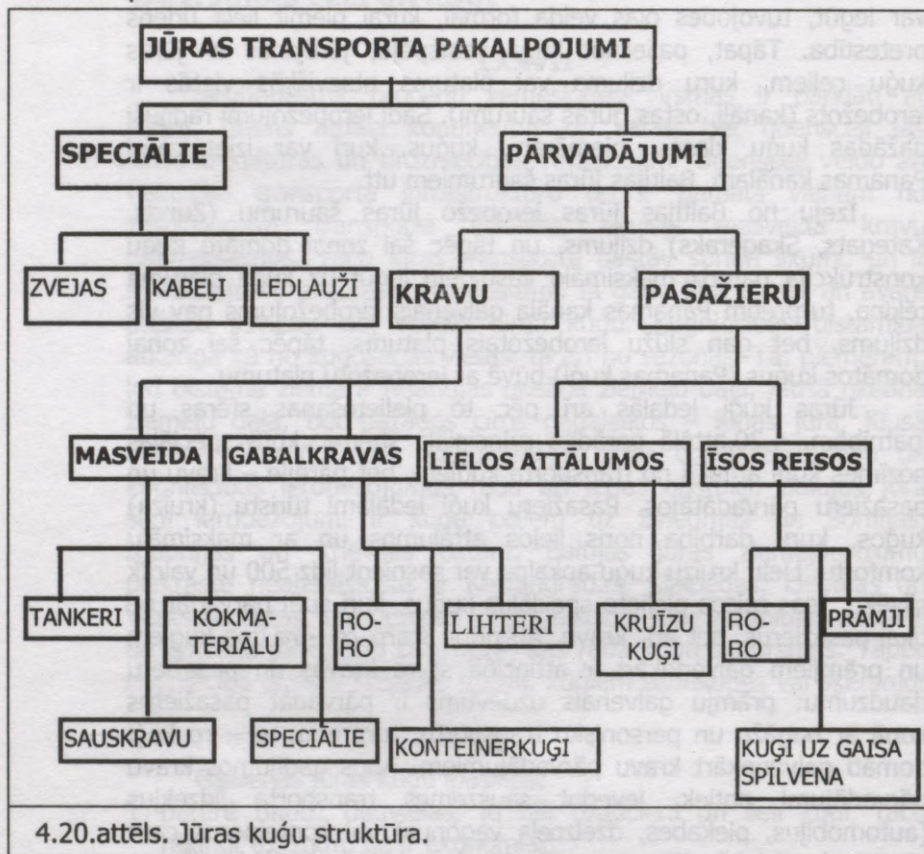 JŪRAS TRANSPORTA PAKALPOJUMI
SPECIĀLIE
PĀRVADĀJUMI
ZVEJAS
KABEĻI
LEDLAUŽI
KRAVU
PASAŽIERU
MASVEIDA
GABALKRAVAS
LIELOS ATTĀLUMOS
ĪSOS REISOS
TANKERI
KOKMA-
TERIĀLU
RO-
RO
LIHTERI
KRUĪZU
KUĢI
RO-
RO
PRĀMJI
SAUSKRAVU
SPECIĀLIE
KONTEINERKUĢI
KUĢI UZ GAISA
SPILVENA
4.20.attēls. Jūras kuģu struktūra.